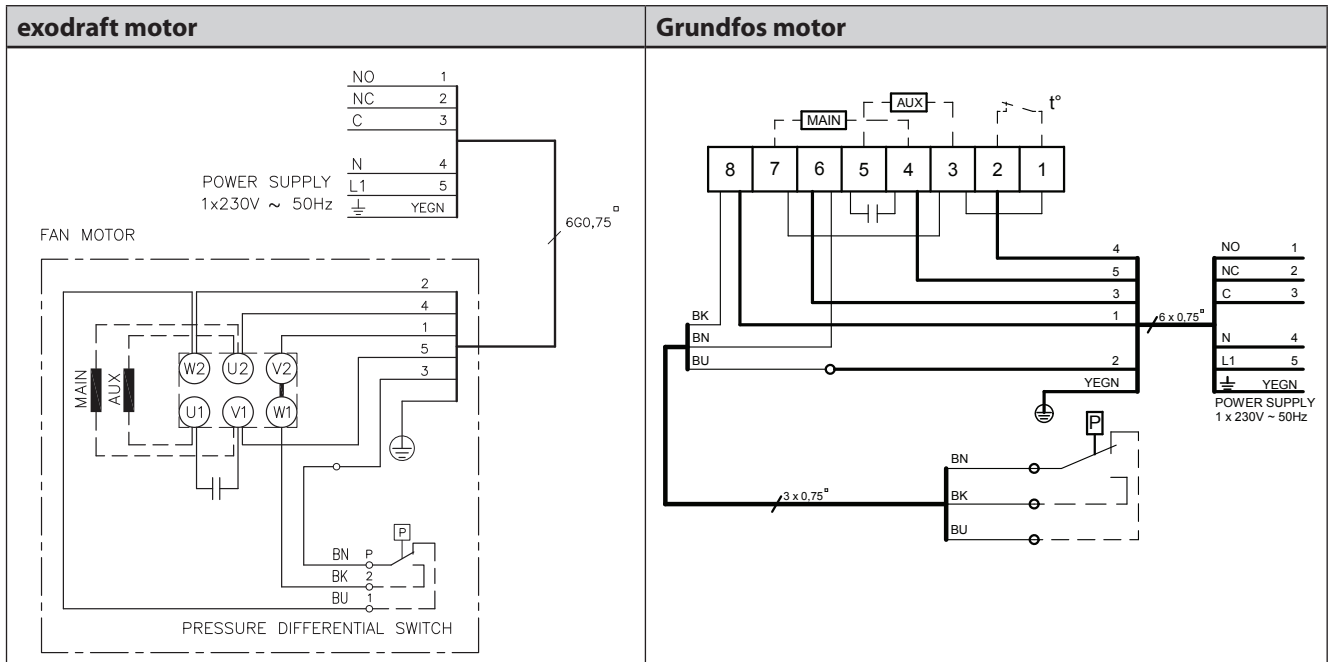 exodraft motor
NO 1
NC 2
C 3
N 4
POWER SUPPLY L1 5
1x230V ~ 50Hz YEGN
6G0,75
FAN MOTOR
2
4
1
5
3
MAIN
AUX
W2 U2 V2
U1 V1 W1
P
BN P
BK 2
BU 1
PRESSURE DIFFERENTIAL SWITCH
Grundfos motor
AUX t°
MAIN
8 7 6 5 4 3 2 1
4
5
3
1
2
YEGN
BK
BN
BU
6 x 0,75
NO 1
NC 2
C 3
N 4
L1 5
YEGN
POWER SUPPLY
1 x 230V ~ 50Hz
P
BN
BK
BU
3 x 0,75